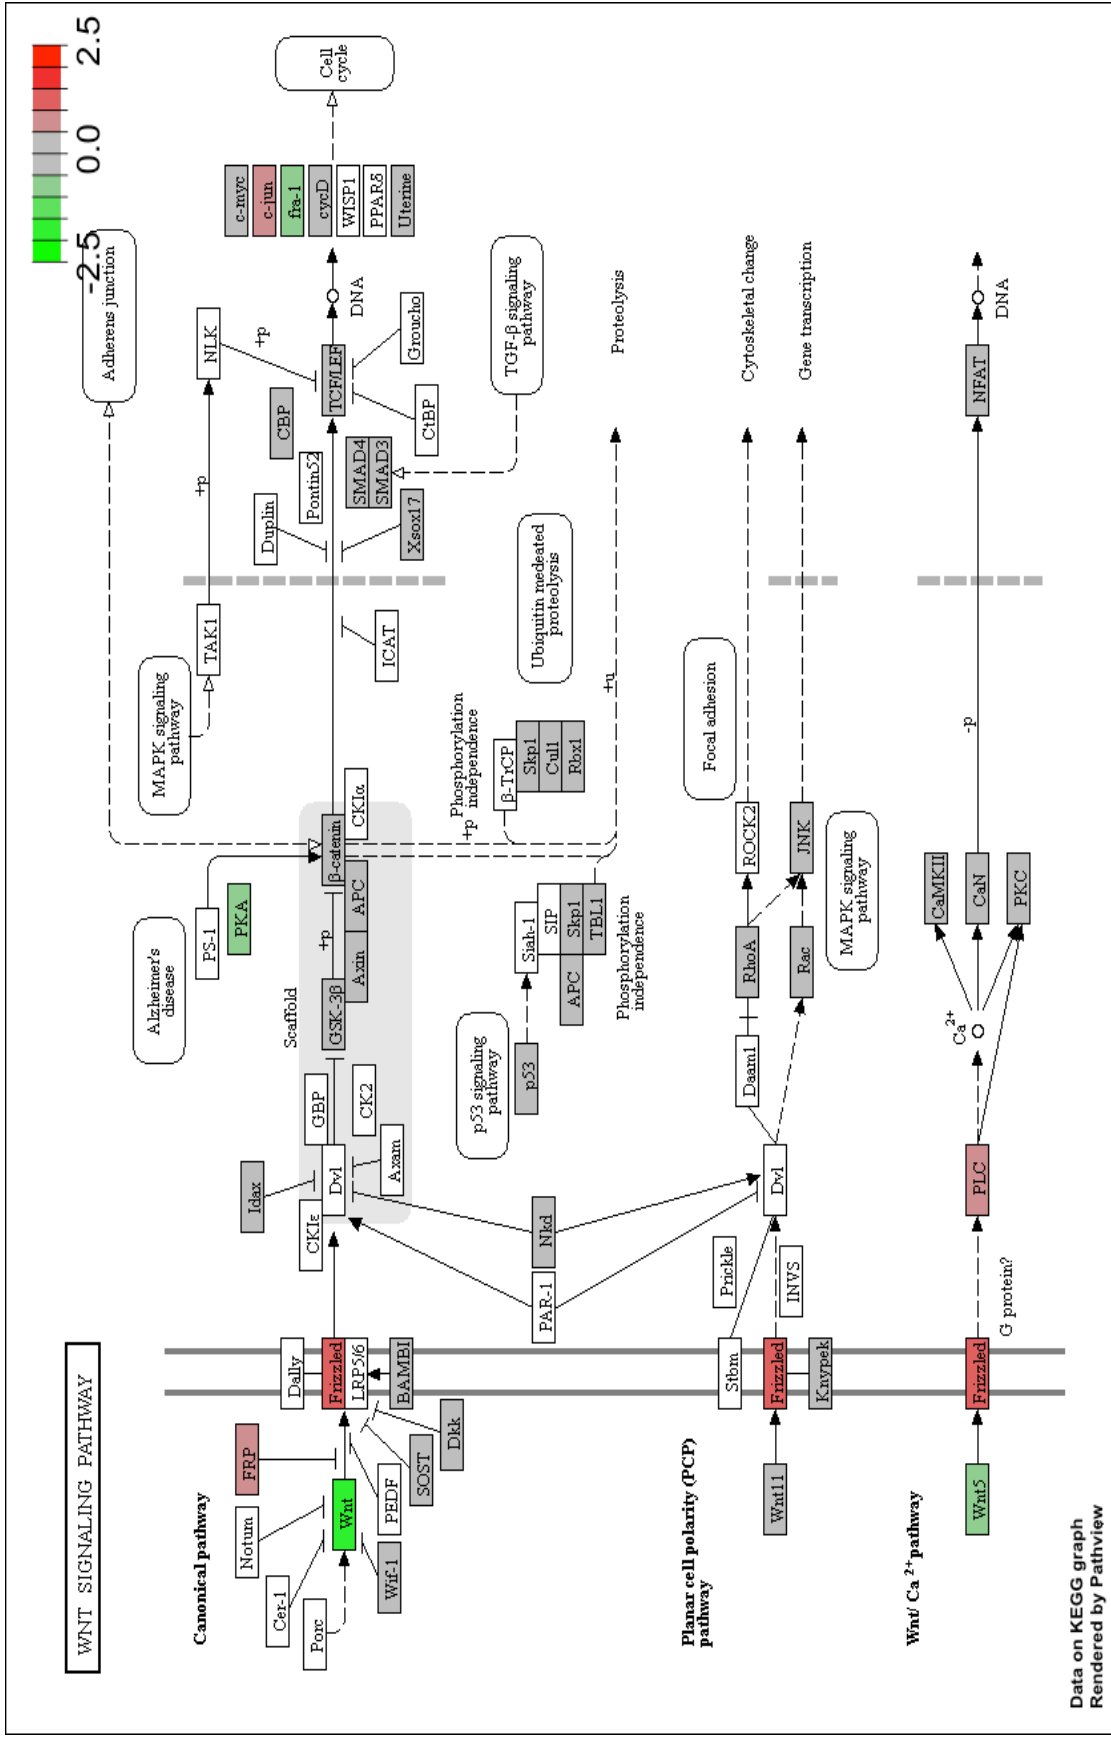 WNT SIGNALING PATHWAY
-2.5
0.0
2.5
Canonical pathway
Alzheimer's
disease
MAPK signaling
pathway
Adherens junction
PS-1
PKA
TAK1
+p
NLK
+p
Notum
Cer-1
Porc
FRP
Wnt
Wif-1
PEDF
SOST
Dkk
Dally
Frizzled
LRP5/6
BAMBI
Idax
CKIε
Dvl
Axam
GBP
CK2
Scaffold
GSK-3β
+p
Axin
APC
β-catenin
CKIα
ICAT
Duplin
Pontin52
CBP
SMAD4
SMAD3
Xsox17
TCF/LEF
CtBP
Groucho
DNA
c-myc
c-jun
fra-1
cycD
WISP1
PPARδ
Uterine
Cell
cycle
TGF-β signaling
pathway
PAR-1
Nkd
p53 signaling
pathway
p53
Siah-1
SIP
APC
Skp1
TBL1
Phosphorylation
independence
Phosphorylation
independence
+p
β-TrCP
Skp1
Cul1
Rbx1
Ubiquitin medeated
proteolysis
+u
Proteolysis
Planar cell polarity (PCP)
pathway
Wnt11
Stbm
Frizzled
Knypek
Prickle
INVS
Dvl
Daam1
RhoA
Rac
ROCK2
JNK
Focal adhesion
MAPK signaling
pathway
Cytoskeletal change
Gene transcription
Wnt/ Ca 2+ pathway
Wnt5
Frizzled
G protein?
PLC
Ca2+
CaMKII
CaN
PKC
-p
NFAT
DNA
Data on KEGG graph
Rendered by Pathview